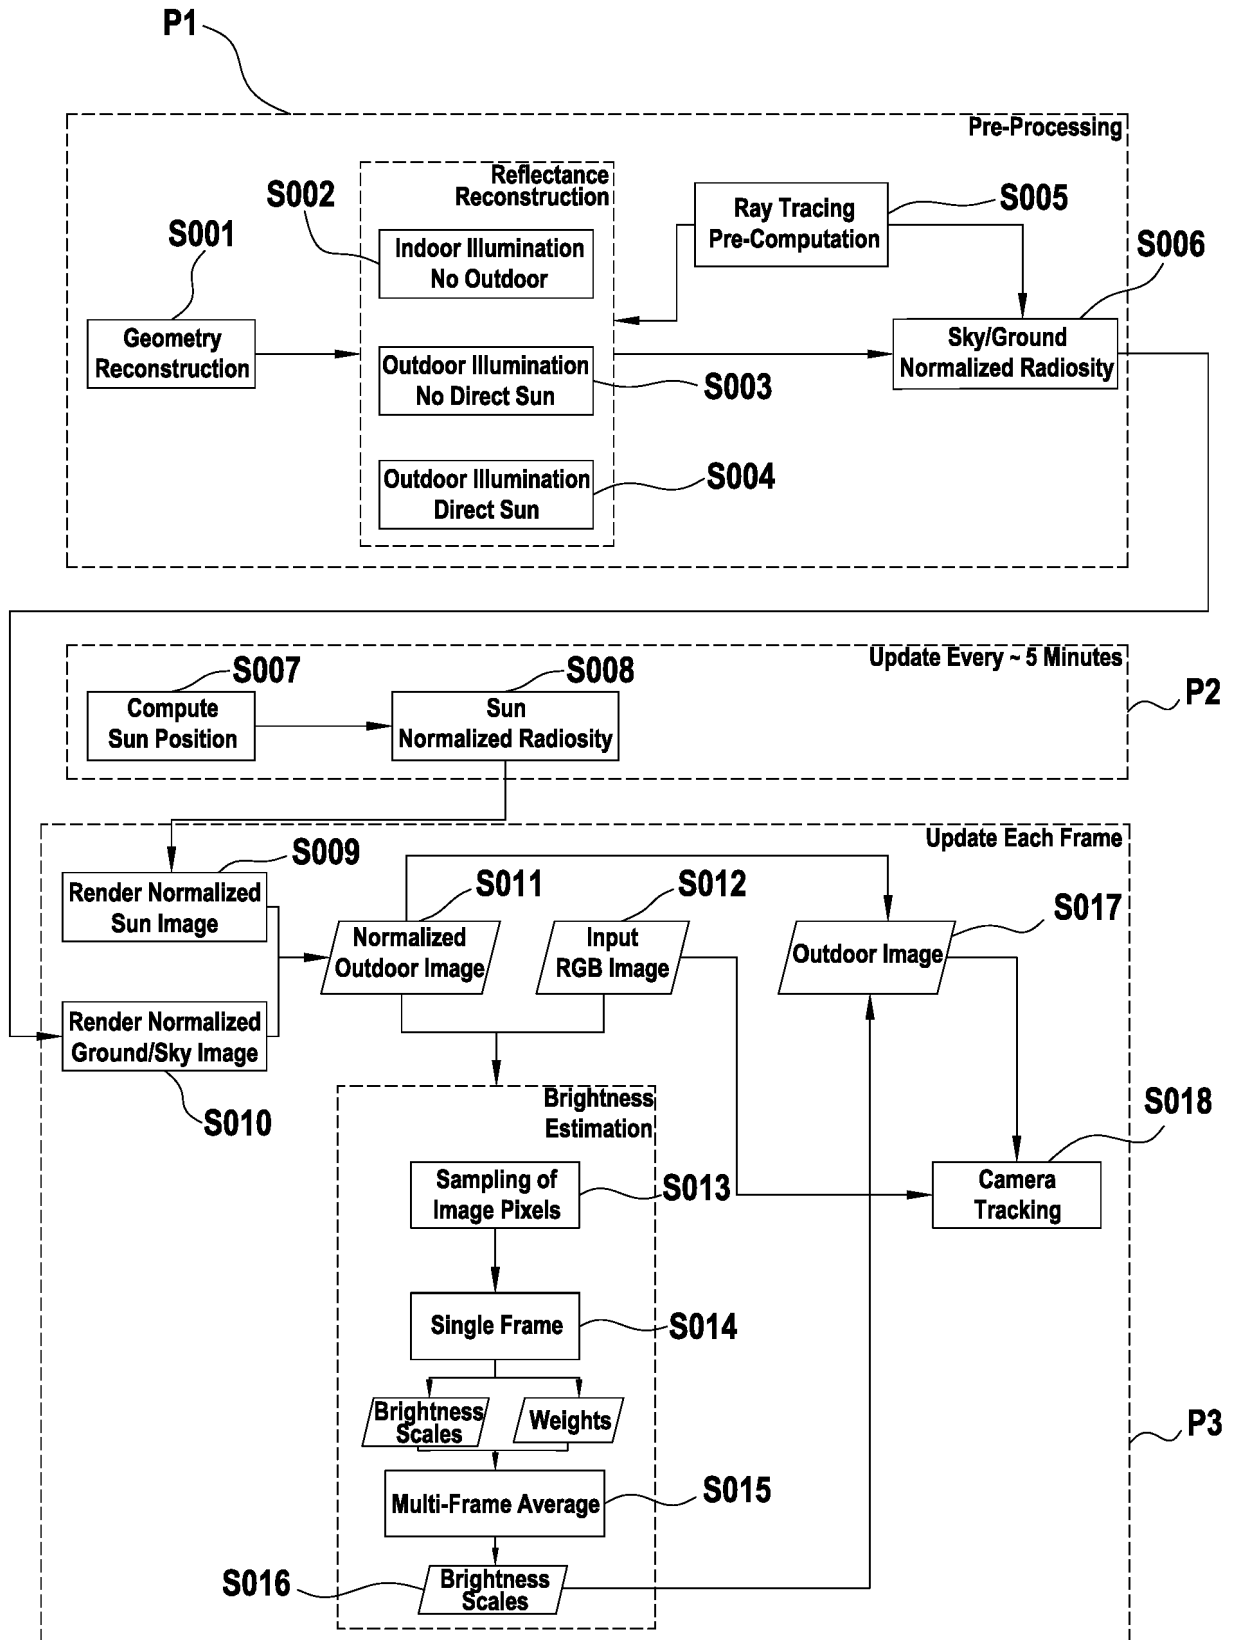 P1
Pre-Processing
Reflectance
Reconstruction
S002
S005
Ray Tracing
Pre-Computation
S001
Indoor Illumination
No Outdoor
S006
Geometry
Reconstruction
Sky/Ground
Normalized Radiosity
Outdoor Illumination
No Direct Sun
S003
Outdoor Illumination
Direct Sun
S004
Update Every ~ 5 Minutes
S007
S008
P2
Compute
Sun Position
Sun
Normalized Radiosity
Update Each Frame
S009
Render Normalized
Sun Image
S011
S012
S017
Normalized
Outdoor Image
Input
RGB Image
Outdoor Image
Render Normalized
Ground/Sky Image
S010
Brightness
Estimation
S018
Sampling of
Image Pixels
S013
Camera
Tracking
Single Frame
S014
Brightness
Scales
Weights
P3
Multi-Frame Average
S015
S016
Brightness
Scales